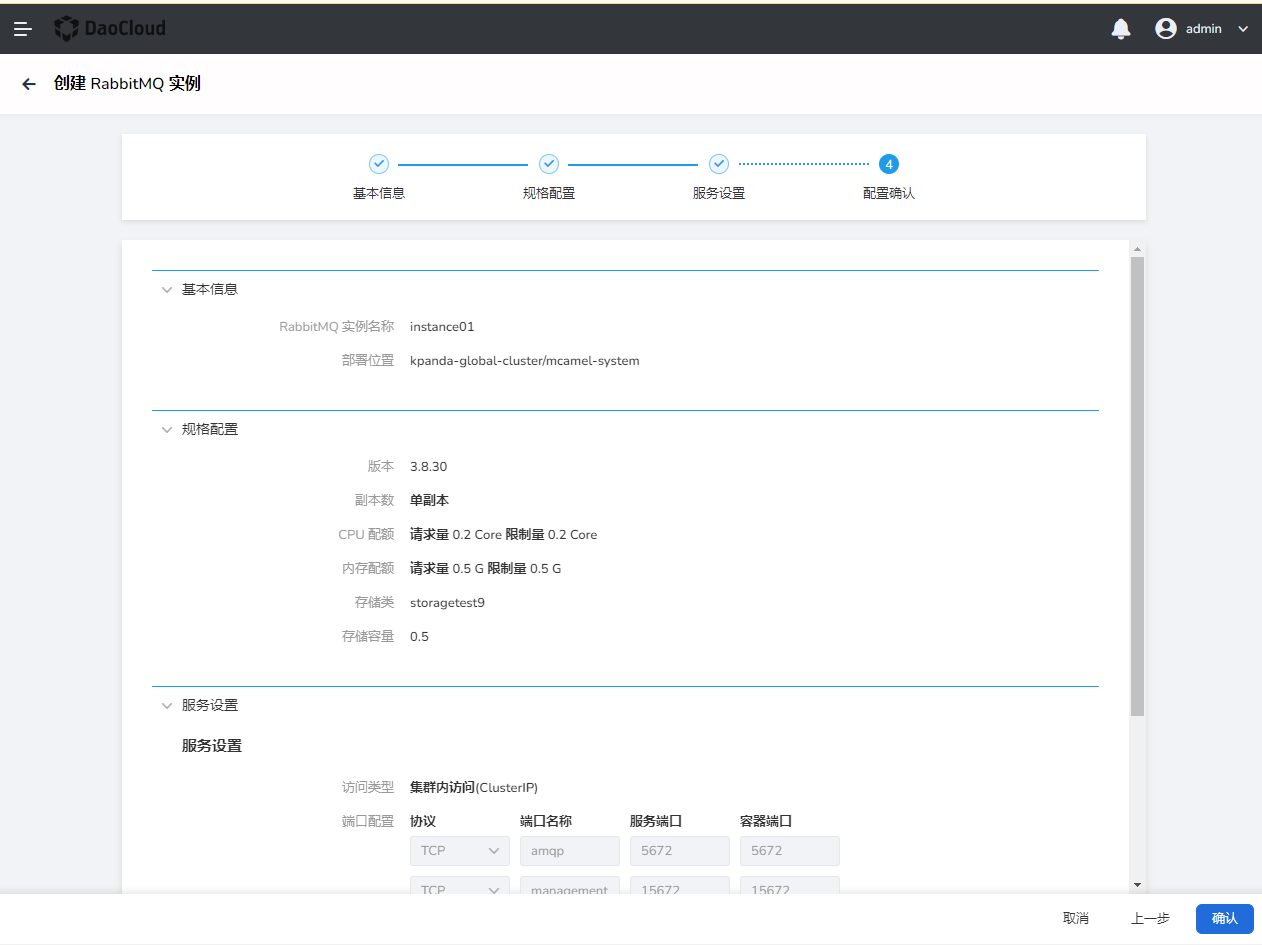 DaoCloud
admin
创建 RabbitMQ 实例
4
基本信息 规格配置 服务设置 配置确认
基本信息
RabbitMQ 实例名称 instance01
部署位置 kpanda-global-cluster/mcamel-system
规格配置
版本 3.8.30
副本数 单副本
CPU 配额 请求量 0.2 Core 限制量 0.2 Core
内存配额 请求量 0.5 G 限制量 0.5 G
存储类 storagetest9
存储容量 0.5
服务设置
服务设置
访问类型 集群内访问(ClusterIP)
端口配置 协议 端口名称 服务端口 容器端口
TCP amqp 5672 5672
TCP management 15672 15672
取消 上一步 确认